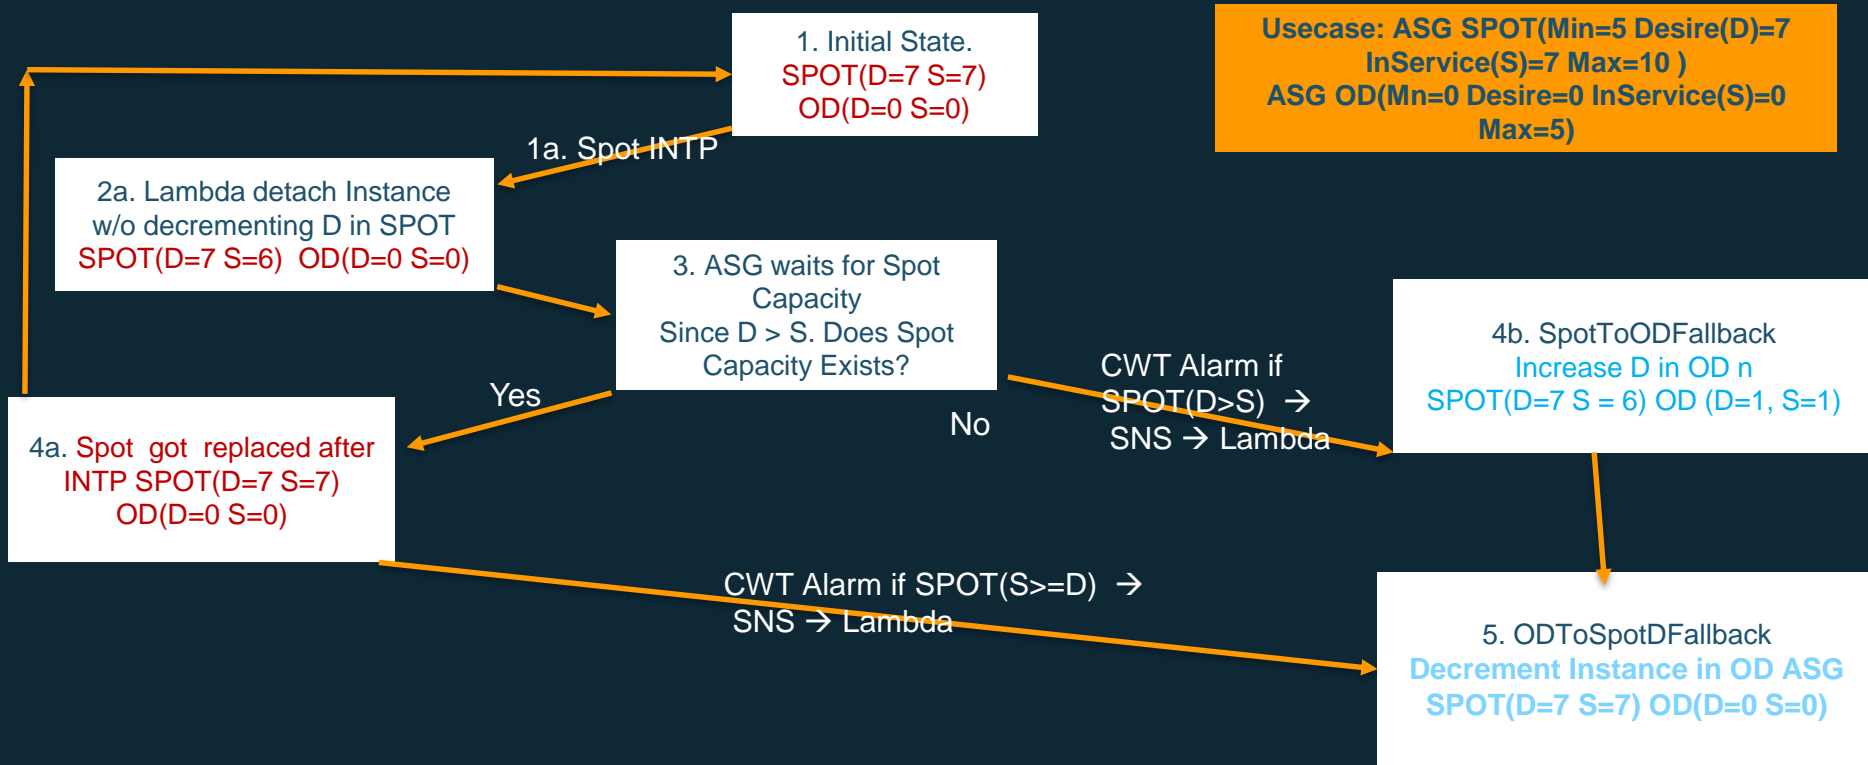 1. Initial State.
SPOT(D=7 S=7)
OD(D=0 S=0)
Usecase: ASG SPOT(Min=5 Desire(D)=7
InService(S)=7 Max=10 )
ASG OD(Mn=0 Desire=0 InService(S)=0
Max=5)
1a. Spot INTP
2a. Lambda detach Instance
w/o decrementing D in SPOT
SPOT(D=7 S=6) OD(D=0 S=0)
3. ASG waits for Spot
Capacity
Since D > S. Does Spot
Capacity Exists?
Yes
No
CWT Alarm if
SPOT(D>S) →
SNS → Lambda
4b. SpotToODFallback
Increase D in OD n
SPOT(D=7 S = 6) OD (D=1, S=1)
4a. Spot got replaced after
INTP SPOT(D=7 S=7)
OD(D=0 S=0)
CWT Alarm if SPOT(S>=D) →
SNS → Lambda
5. ODToSpotDFallback
Decrement Instance in OD ASG
SPOT(D=7 S=7) OD(D=0 S=0)